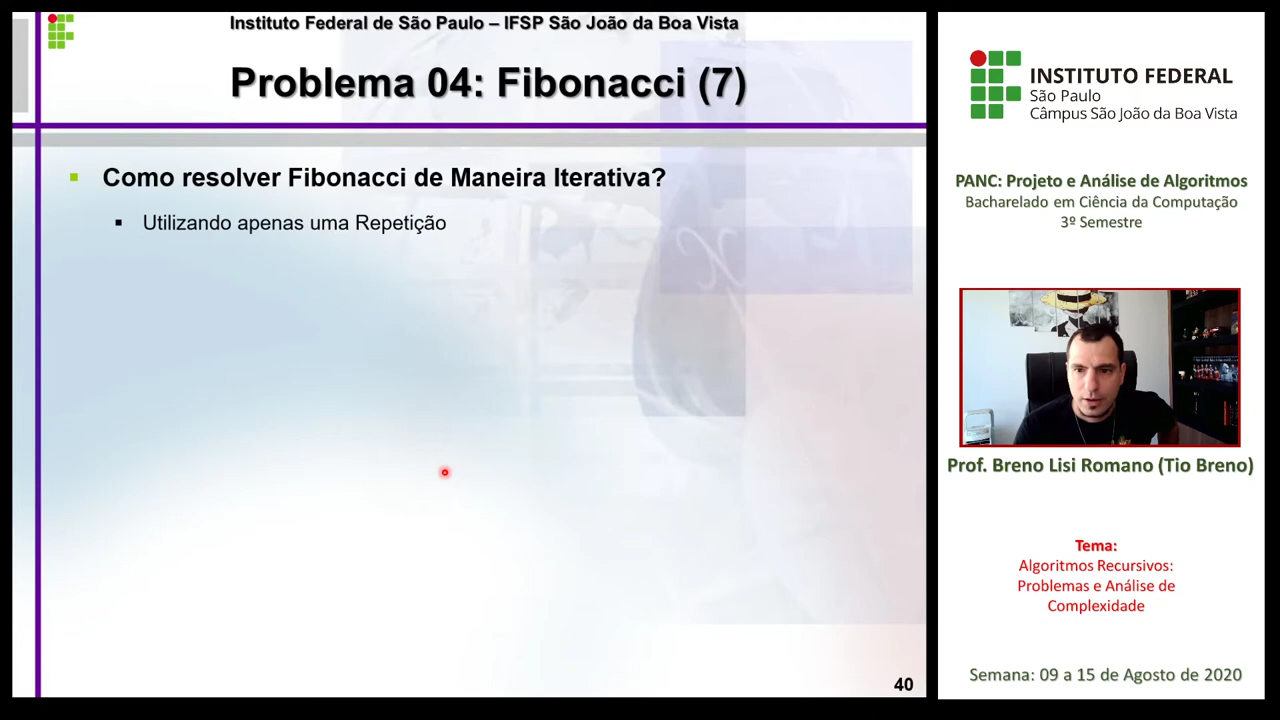 Instituto Federal de São Paulo – IFSP São João da Boa Vista
Problema 04: Fibonacci (7)
Como resolver Fibonacci de Maneira Iterativa?
Utilizando apenas uma Repetição
40
INSTITUTO FEDERAL
São Paulo
Câmpus São João da Boa Vista
PANC: Projeto e Análise de Algoritmos
Bacharelado em Ciência da Computação
3º Semestre
Prof. Breno Lisi Romano (Tio Breno)
Tema:
Algoritmos Recursivos:
Problemas e Análise de
Complexidade
Semana: 09 a 15 de Agosto de 2020